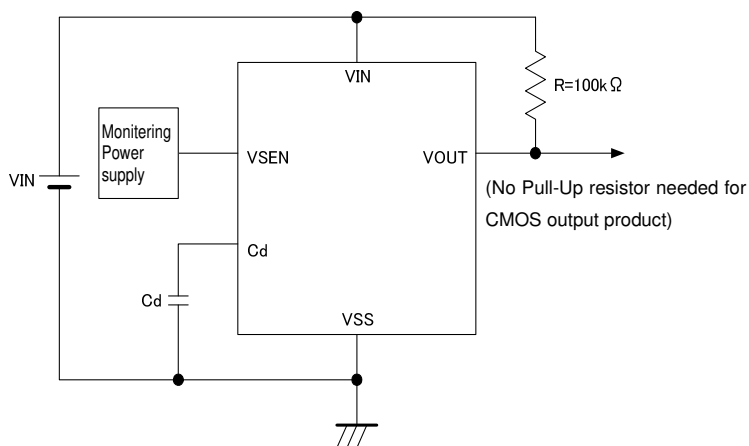 VIN
R=100kΩ
Monitering
Power
supply
VSEN
VOUT
VIN
(No Pull-Up resistor needed for
CMOS output product)
Cd
Cd
VSS